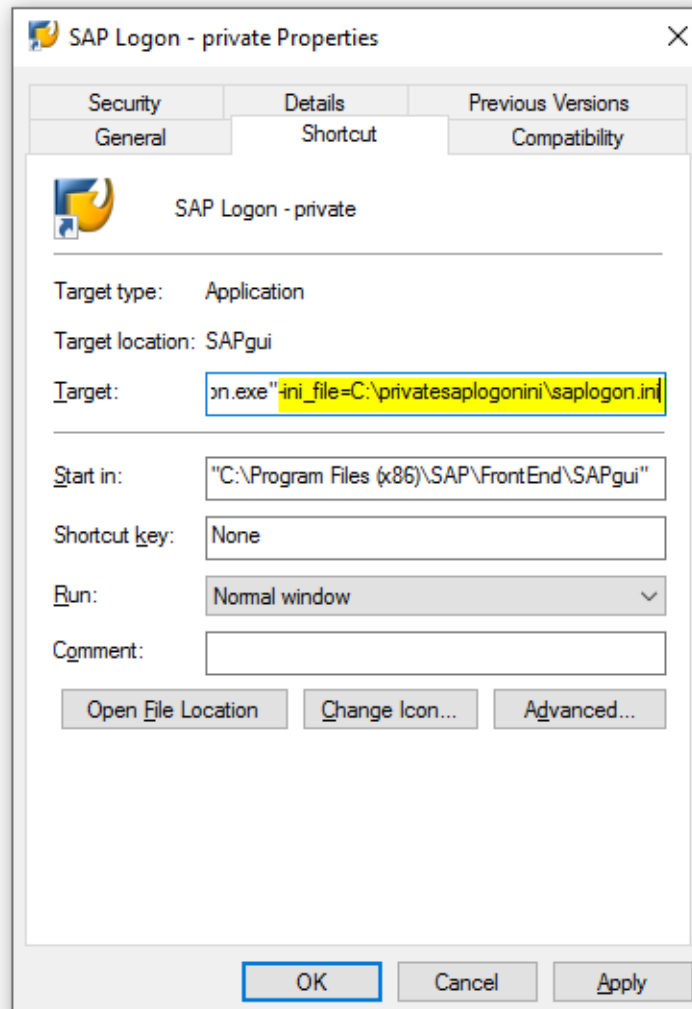 SAP Logon - private Properties
Security Details Previous Versions
General Shortcut Compatibility
SAP Logon - private
Target type: Application
Target location: SAPgui
Target: on.exe"-ini_file=C:\privatesaplogonini\saplogon.ini
Start in: "C:\Program Files (x86)\SAP\FrontEnd\SAPgui"
Shortcut key: None
Run: Normal window
Comment:
Open File Location Change Icon... Advanced...
OK Cancel Apply